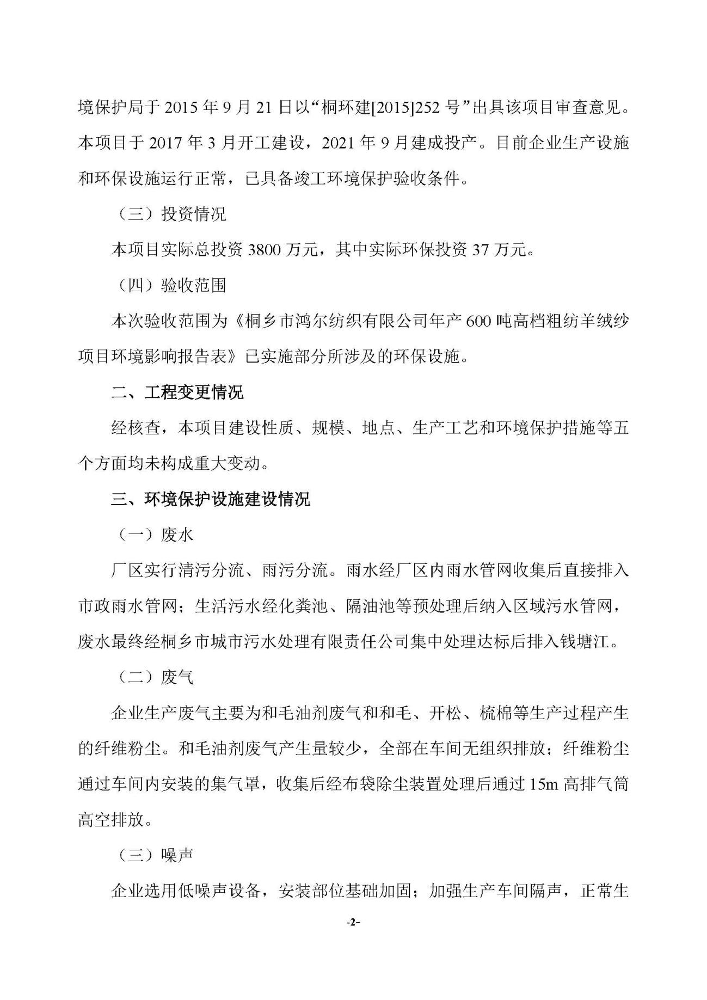 境保护局于 2015 年 9 月 21 日以“桐环建[2015]252 号”出具该项目审查意见。
本项目于 2017 年 3 月开工建设，2021 年 9 月建成投产。目前企业生产设施
和环保设施运行正常，已具备竣工环境保护验收条件。
（三）投资情况
本项目实际总投资 3800 万元，其中实际环保投资 37 万元。
（四）验收范围
本次验收范围为《桐乡市鸿尔纺织有限公司年产 600 吨高档粗纺羊绒纱
项目环境影响报告表》已实施部分所涉及的环保设施。
二、工程变更情况
经核查，本项目建设性质、规模、地点、生产工艺和环境保护措施等五
个方面均未构成重大变动。
三、环境保护设施建设情况
（一）废水
厂区实行清污分流、雨污分流。雨水经厂区内雨水管网收集后直接排入
市政雨水管网；生活污水经化粪池、隔油池等预处理后纳入区域污水管网，
废水最终经桐乡市城市污水处理有限责任公司集中处理达标后排入钱塘江。
（二）废气
企业生产废气主要为和毛油剂废气和和毛、开松、梳棉等生产过程产生
的纤维粉尘。和毛油剂废气产生量较少，全部在车间无组织排放；纤维粉尘
通过车间内安装的集气罩，收集后经布袋除尘装置处理后通过 15m 高排气筒
高空排放。
（三）噪声
企业选用低噪声设备，安装部位基础加固；加强生产车间隔声，正常生
-2-